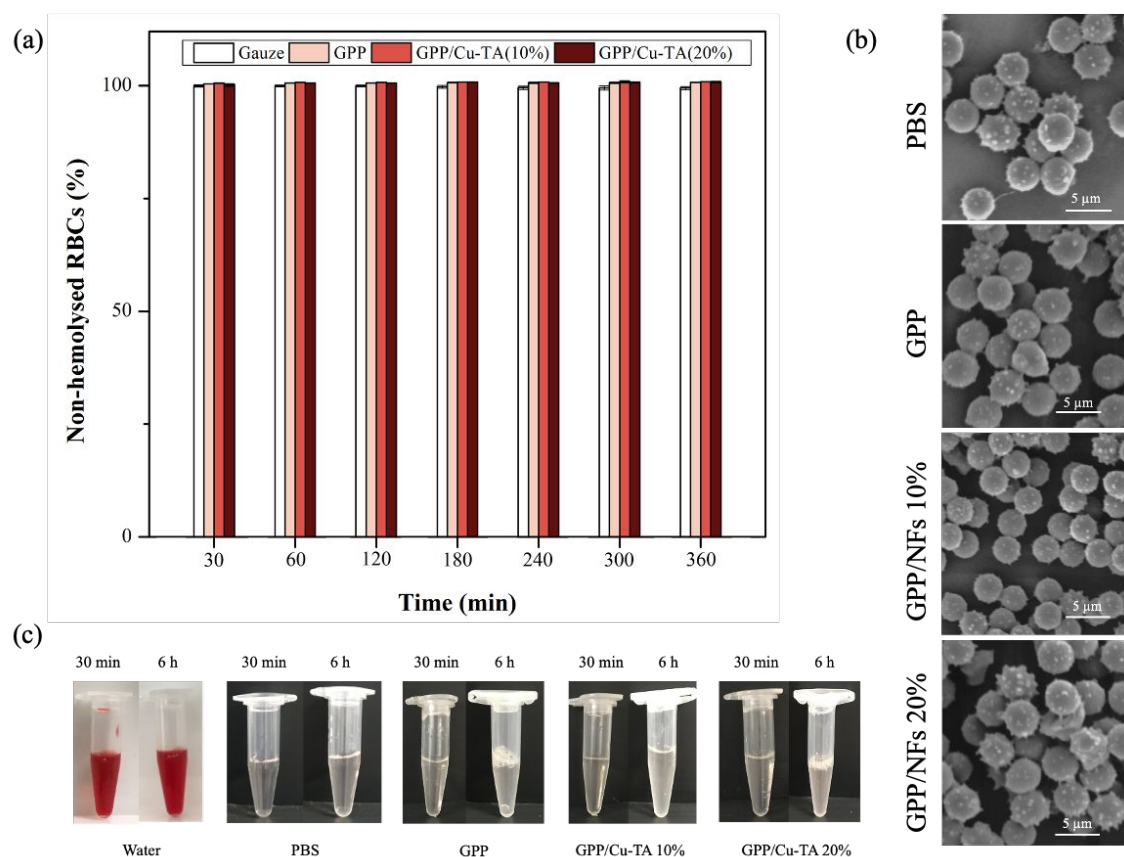 (a)
Gauze GPP GPP/Cu-TA(10%) GPP/Cu-TA(20%)
100
50
0
Non-hemolysed RBCs (%)
30 60 120 180 240 300 360
Time (min)
(b)
PBS
5 µm
GPP
5 µm
GPP/NFs 10%
5 µm
GPP/NFs 20%
5 µm
(c)
30 min 6 h 30 min 6 h 30 min 6 h 30 min 6 h 30 min 6 h
Water PBS GPP GPP/Cu-TA 10% GPP/Cu-TA 20%